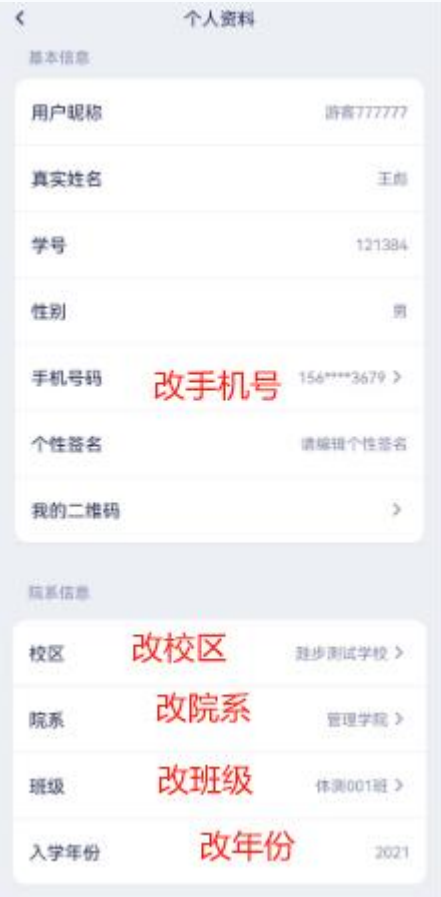 个人资料
基本信息
用户昵称 游客777777
真实姓名 王彪
学号 121384
性别 男
手机号码 改手机号 156****3679
个性签名 请编辑个性签名
我的二维码
院系信息
校区 改校区 跬步测试学校
院系 改院系 管理学院
班级 改班级 体测001班
入学年份 改年份 2021